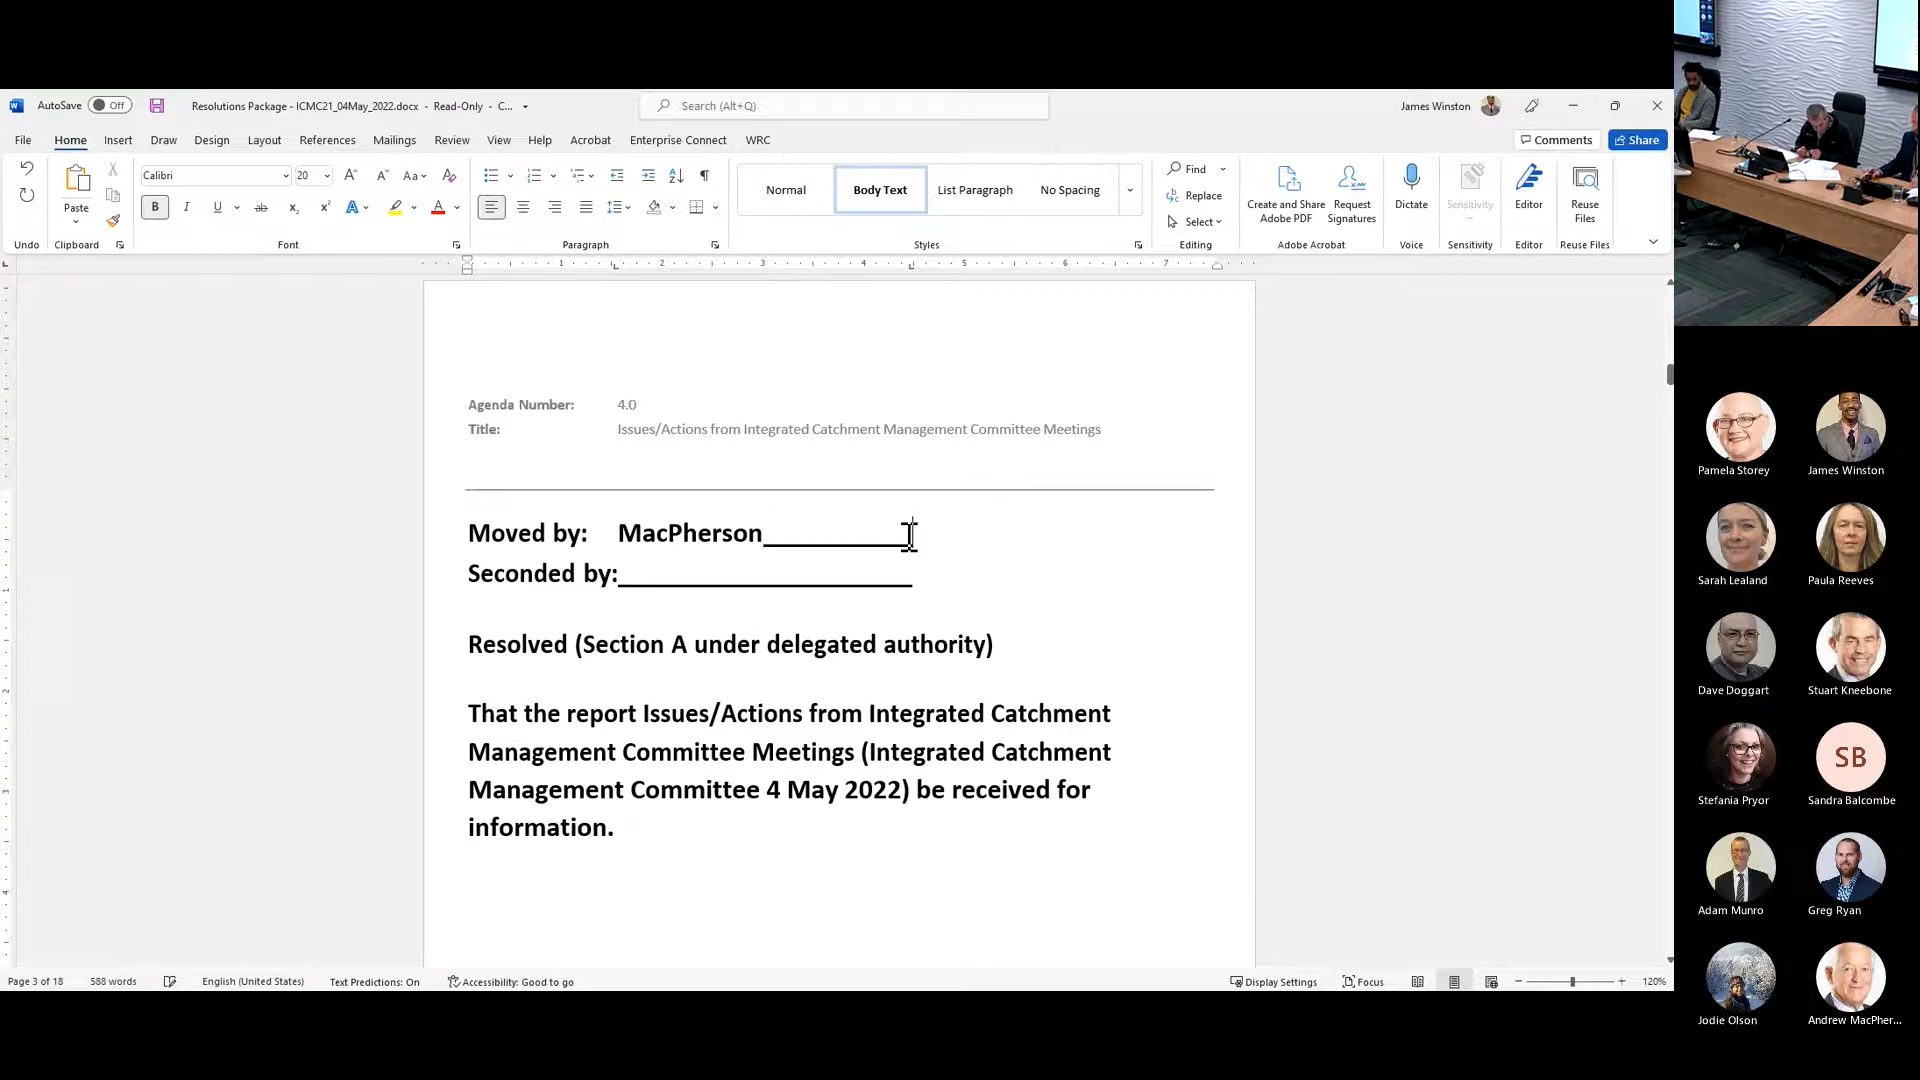 AutoSave Off Resolutions Package - ICMC21_04May_2022.docx - Read-Only - C... Search (Alt+Q) James Winston
File Home Insert Draw Design Layout References Mailings Review View Help Acrobat Enterprise Connect WRC Comments Share
Paste Calibri 20 Normal Body Text List Paragraph No Spacing
Find
Replace
Select
Create and Share Adobe PDF
Request Signatures
Dictate
Sensitivity
Editor
Reuse Files
Undo Clipboard Font Paragraph Styles Editing Adobe Acrobat Voice Sensitivity Editor Reuse Files
1 2 3 4 5 6 7
Agenda Number: 4.0
Title: Issues/Actions from Integrated Catchment Management Committee Meetings
Moved by: MacPherson___________
Seconded by:______________________
Resolved (Section A under delegated authority)
That the report Issues/Actions from Integrated Catchment
Management Committee Meetings (Integrated Catchment
Management Committee 4 May 2022) be received for
information.
Page 3 of 18 588 words English (United States) Text Predictions: On Accessibility: Good to go Display Settings Focus 120%
Pamela Storey James Winston
Sarah Lealand Paula Reeves
Dave Doggart Stuart Kneebone
SB
Stefania Pryor Sandra Balcombe
Adam Munro Greg Ryan
Jodie Olson Andrew MacPher...